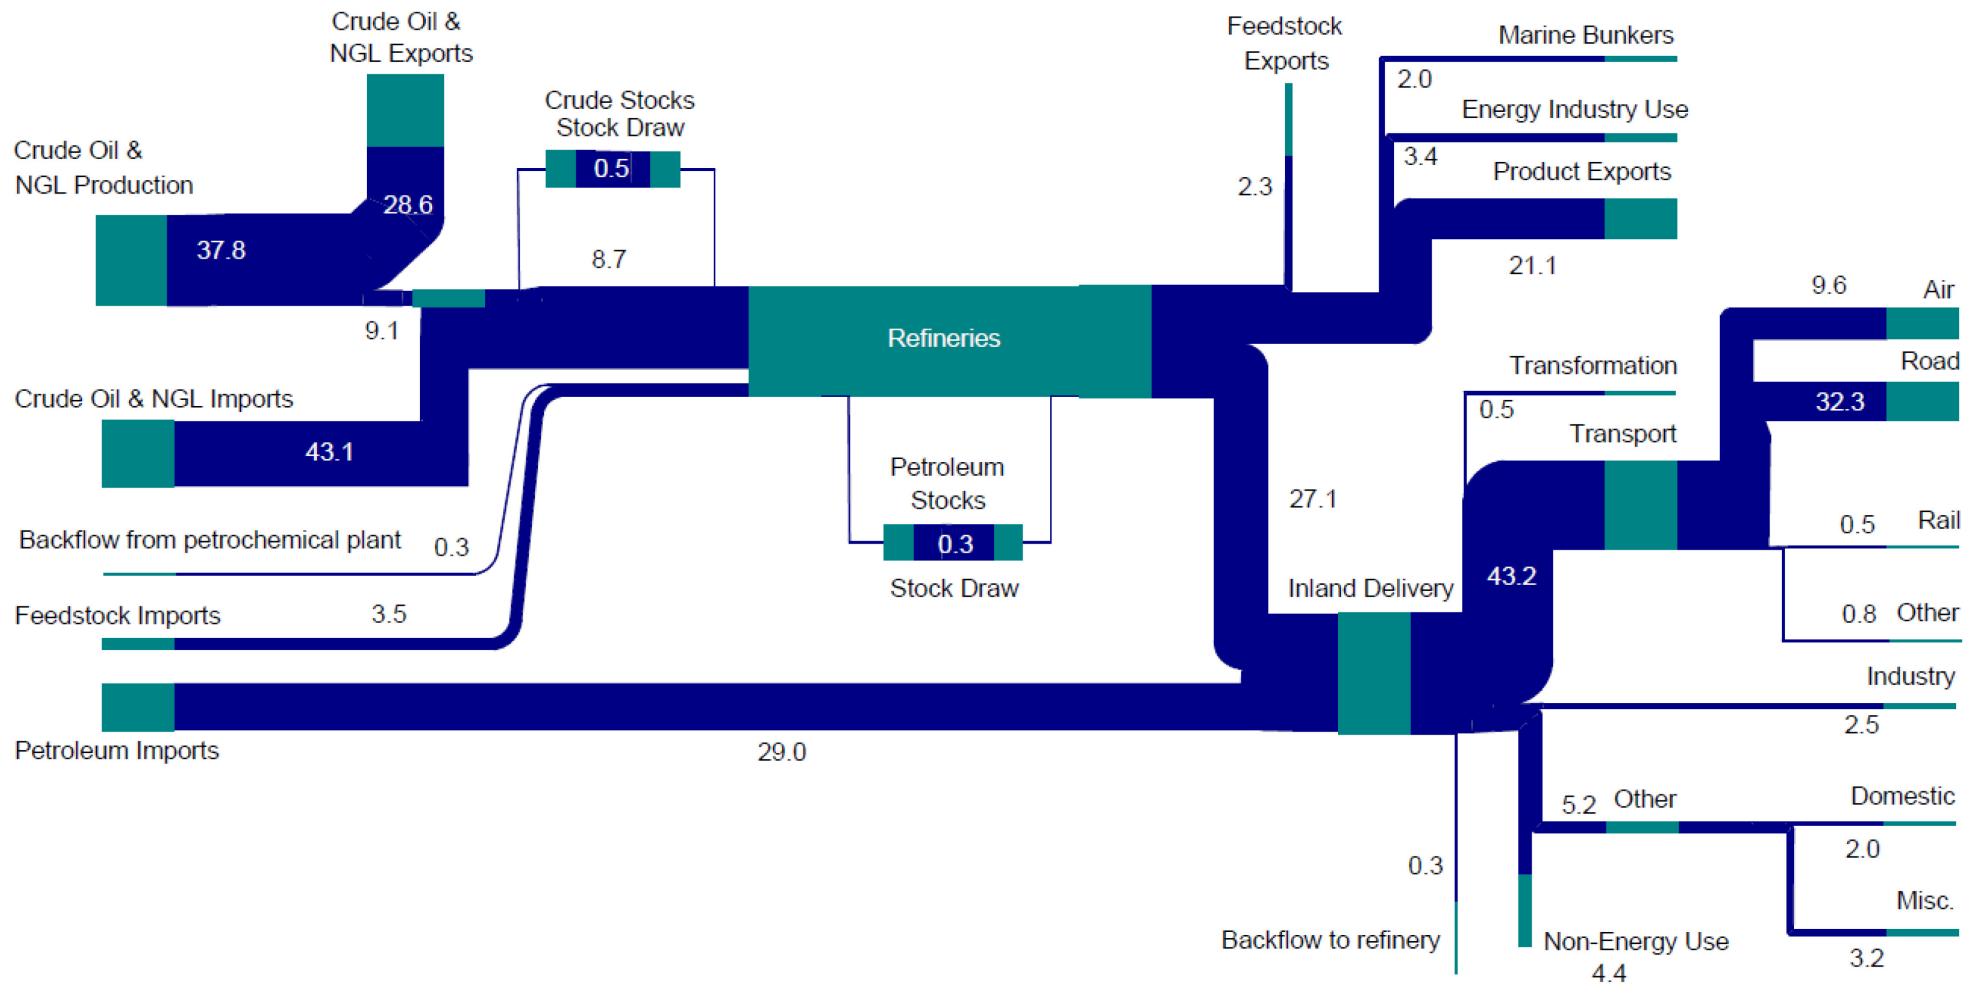 Crude Oil &
NGL Exports
28.6
Crude Oil &
NGL Production
37.8
9.1
Crude Stocks
Stock Draw
0.5
8.7
Feedstock
Exports
2.3
Marine Bunkers
2.0
Energy Industry Use
3.4
Product Exports
21.1
Refineries
Crude Oil & NGL Imports
43.1
Backflow from petrochemical plant
0.3
Feedstock Imports
3.5
Petroleum Imports
29.0
Petroleum
Stocks
0.3
Stock Draw
27.1
Inland Delivery
Transformation
0.5
Transport
43.2
9.6
Air
Road
32.3
0.5
Rail
0.8
Other
Industry
2.5
5.2
Other
Domestic
2.0
Misc.
3.2
0.3
Backflow to refinery
Non-Energy Use
4.4